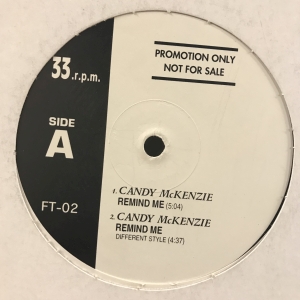 33.r.p.m.
PROMOTION ONLY
NOT FOR SALE
SIDE
A
FT-02
1. CANDY McKENZIE
REMIND ME (5:04)
2. CANDY McKENZIE
REMIND ME
DIFFERENT STYLE (4:37)